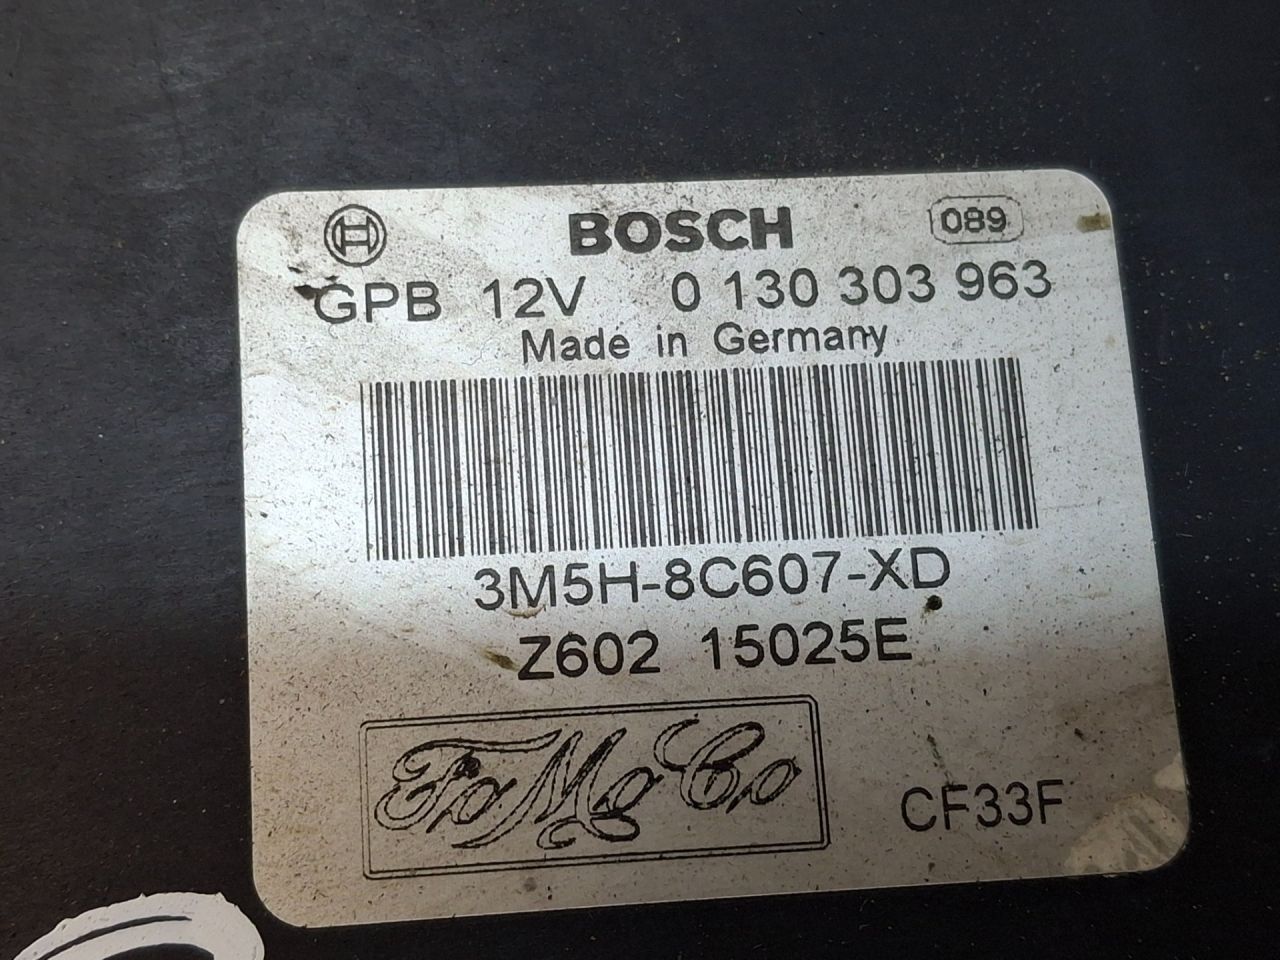 BOSCH 089
GPB 12V 0 130 303 963
Made in Germany
3M5H-8C607-XD
Z602 15025E
FoMoCo
CF33F